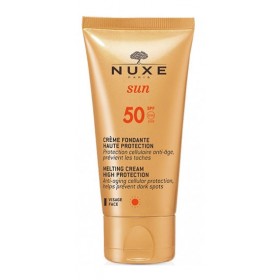 NUXE
PARIS
sun
50 SPF
CRÈME FONDANTE
HAUTE PROTECTION
Protection cellulaire anti-âge,
prévient les taches
MELTING CREAM
HIGH PROTECTION
Anti-aging cellular protection,
helps prevent dark spots
VISAGE
FACE